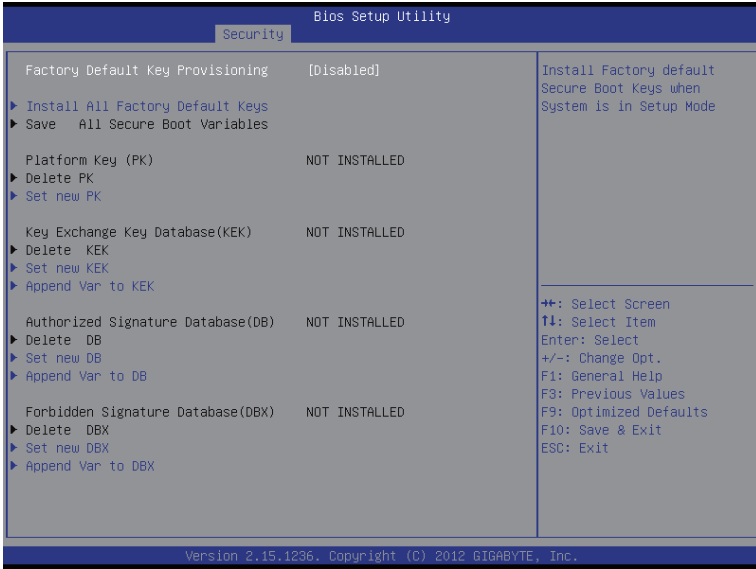 Bios Setup Utility
Security
Factory Default Key Provisioning [Disabled]
Install All Factory Default Keys
Save All Secure Boot Variables
Platform Key (PK) NOT INSTALLED
Delete PK
Set new PK
Key Exchange Key Database(KEK) NOT INSTALLED
Delete KEK
Set new KEK
Append Var to KEK
Authorized Signature Database(DB) NOT INSTALLED
Delete DB
Set new DB
Append Var to DB
Forbidden Signature Database(DBX) NOT INSTALLED
Delete DBX
Set new DBX
Append Var to DBX
Install Factory default
Secure Boot Keys when
System is in Setup Mode
→←: Select Screen
↑↓: Select Item
Enter: Select
+/-: Change Opt.
F1: General Help
F3: Previous Values
F9: Optimized Defaults
F10: Save & Exit
ESC: Exit
Version 2.15.1236. Copyright (C) 2012 GIGABYTE, Inc.